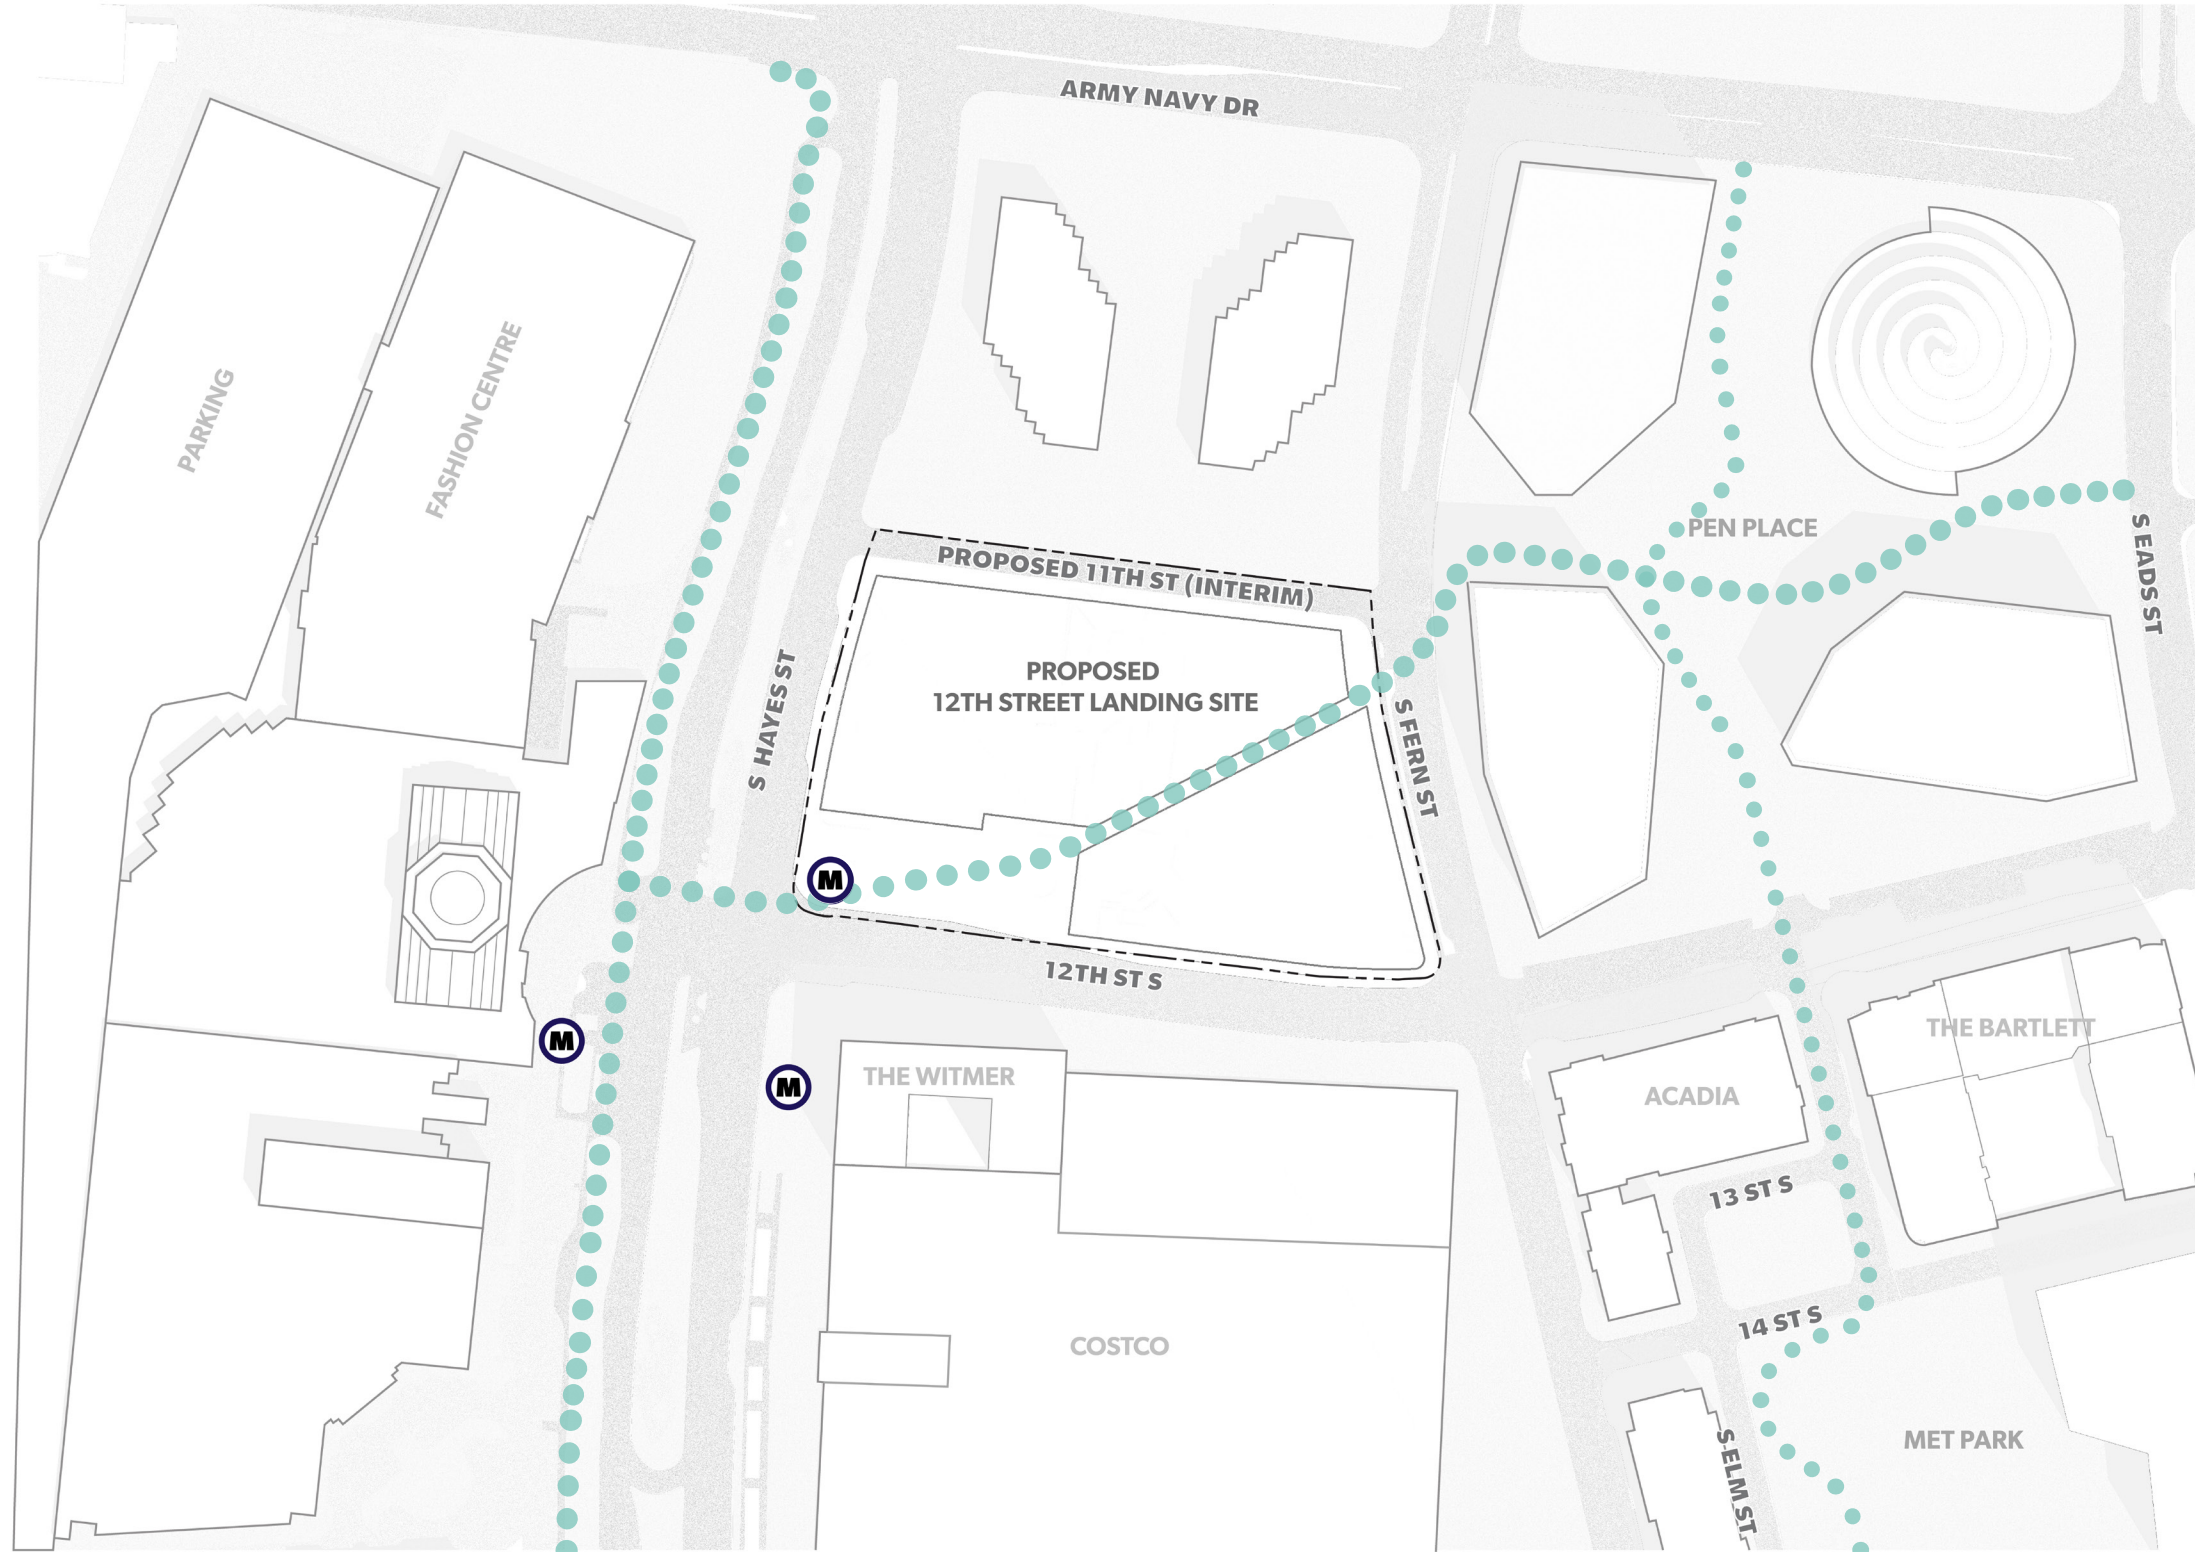 ARMY NAVY DR
PARKING
FASHION CENTRE
PEN PLACE
S EADS ST
PROPOSED 11TH ST (INTERIM)
PROPOSED
12TH STREET LANDING SITE
S HAYES ST
S FERN ST
M
12TH ST S
M
M
THE WITMER
THE BARTLETT
ACADIA
13 ST S
14 ST S
COSTCO
MET PARK
S ELM ST